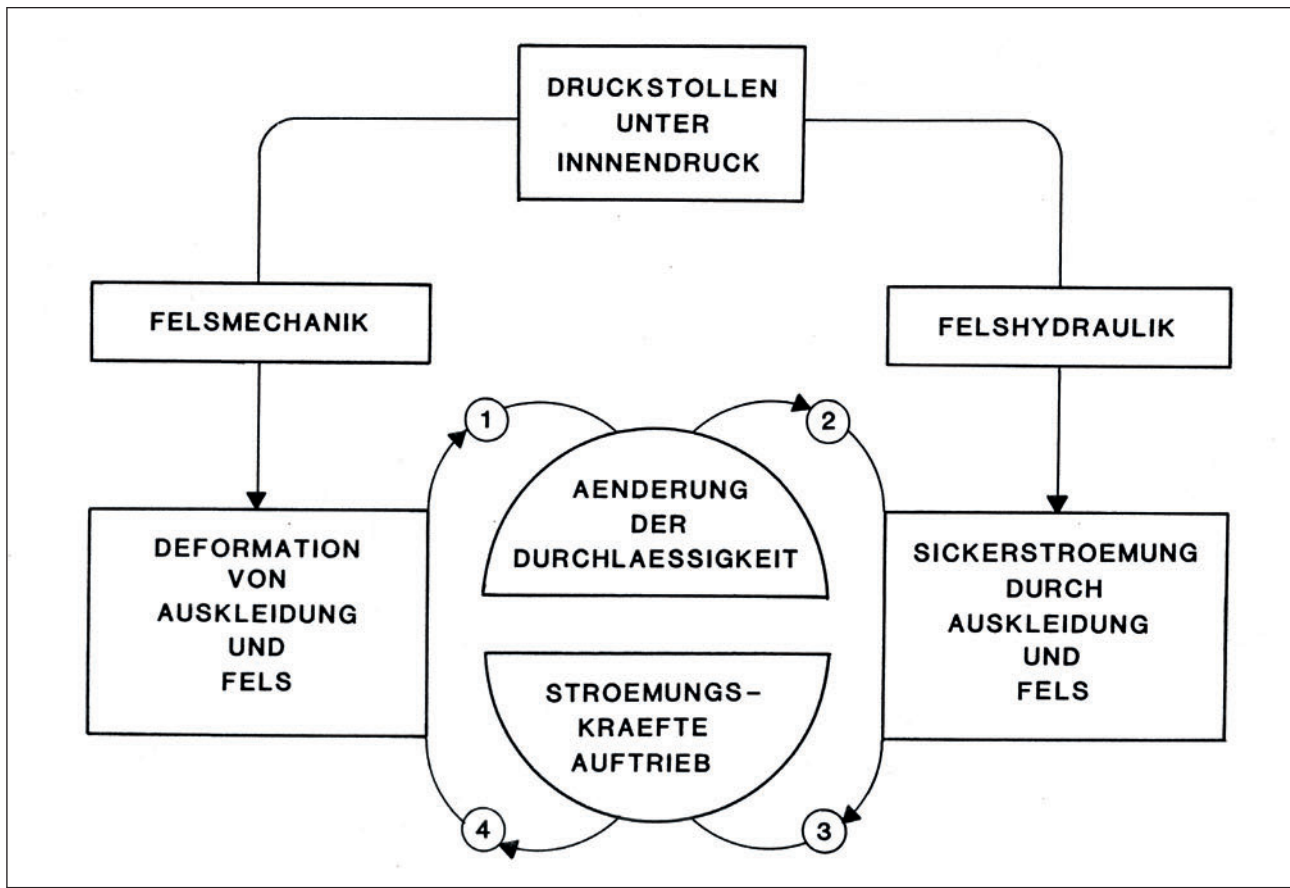 DRUCKSTOLLEN
UNTER
INNNENDRUCK
FELSMECHANIK
FELSHYDRAULIK
1
2
AENDERUNG
DER
DURCHLAESSIGKEIT
DEFORMATION
VON
AUSKLEIDUNG
UND
FELS
SICKERSTROEMUNG
DURCH
AUSKLEIDUNG
UND
FELS
STROEMUNGS-
KRAEFTE
AUFTRIEB
4
3